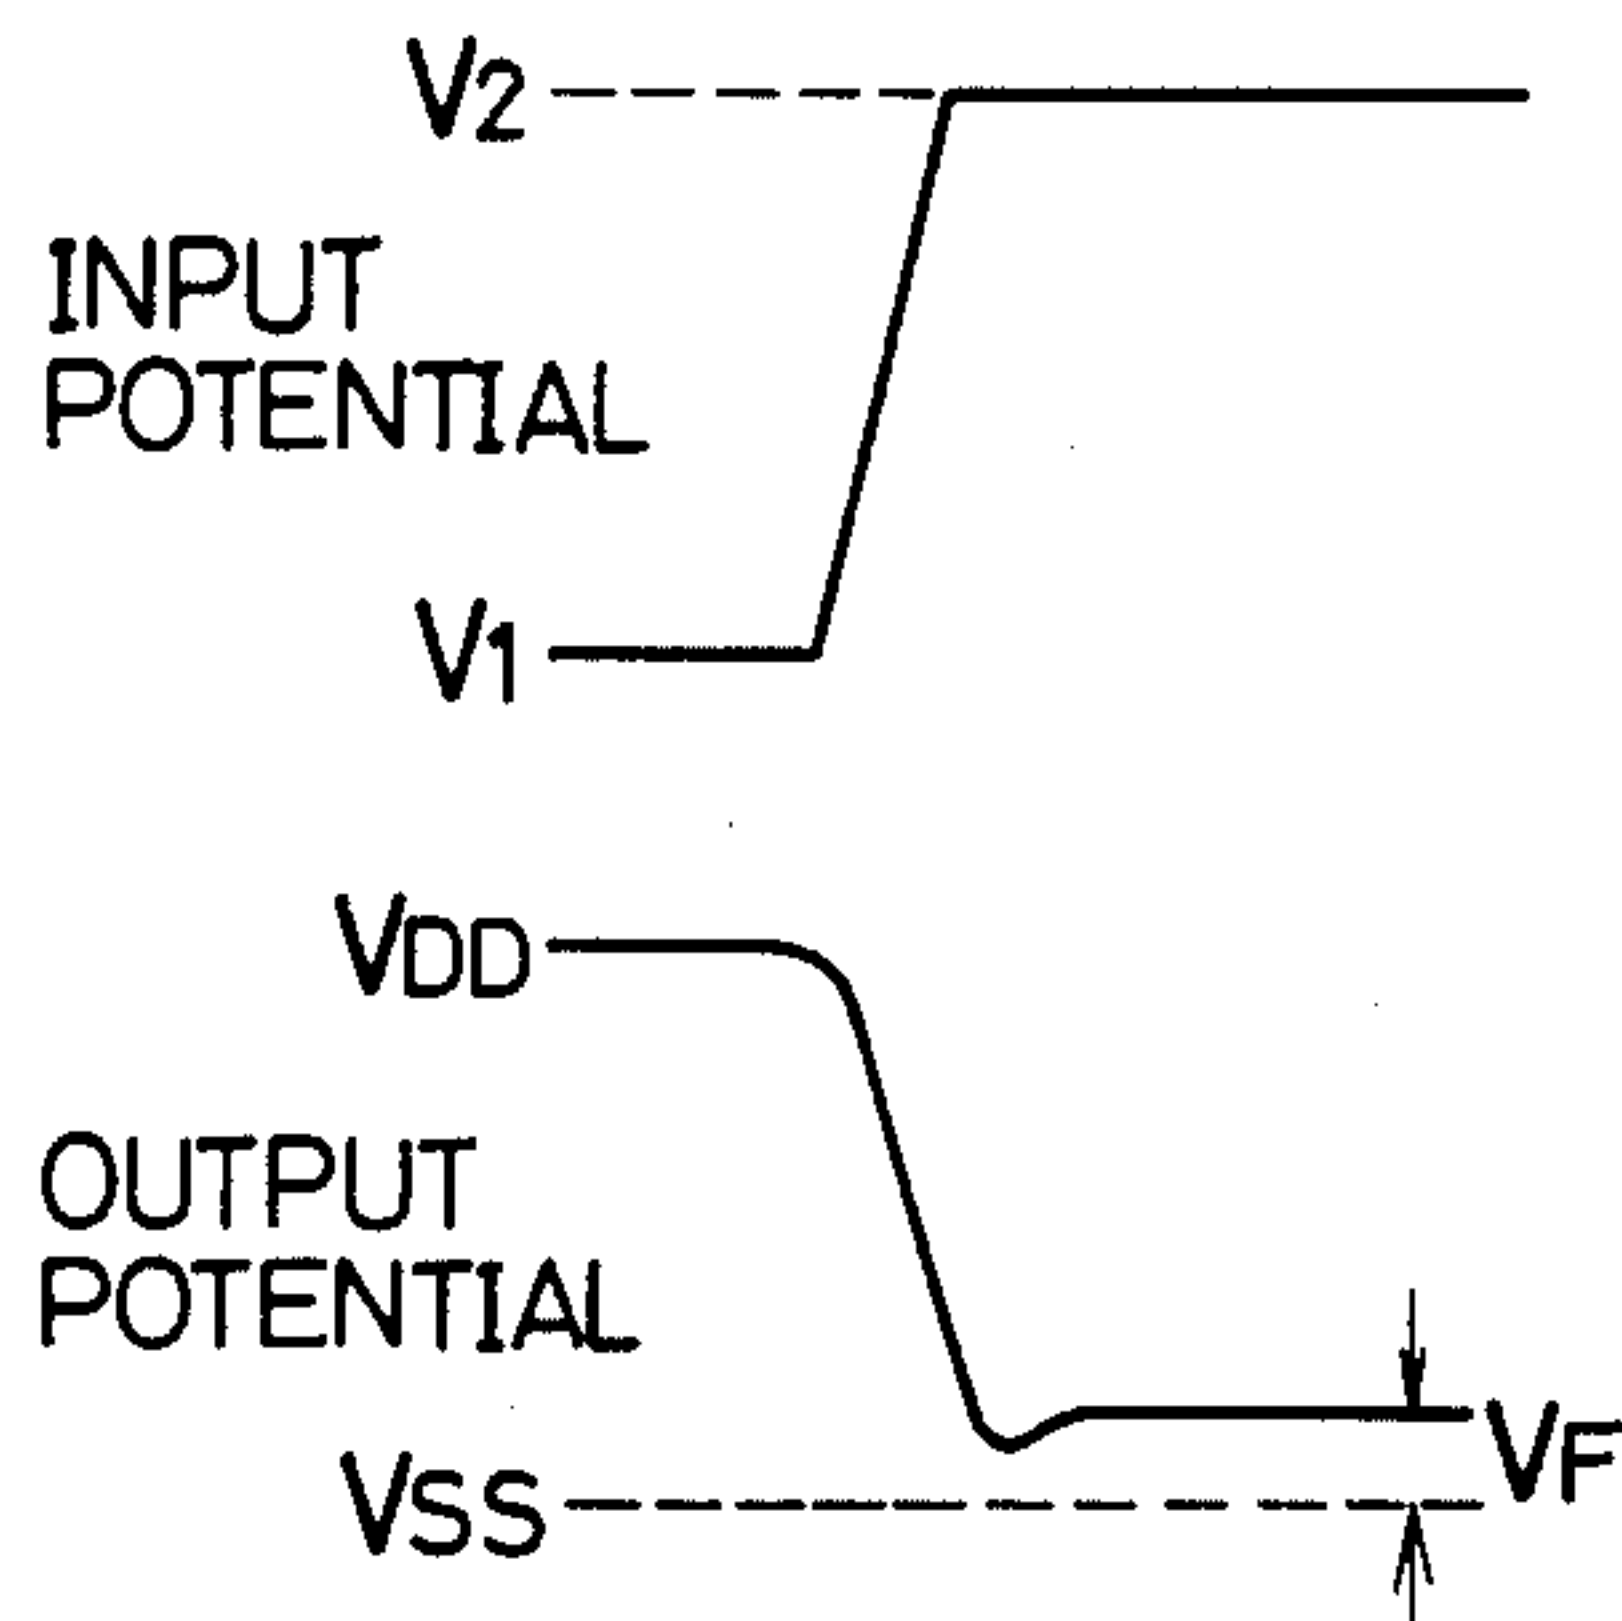 V2
INPUT
POTENTIAL
V1
VDD
OUTPUT
POTENTIAL
VF
VSS